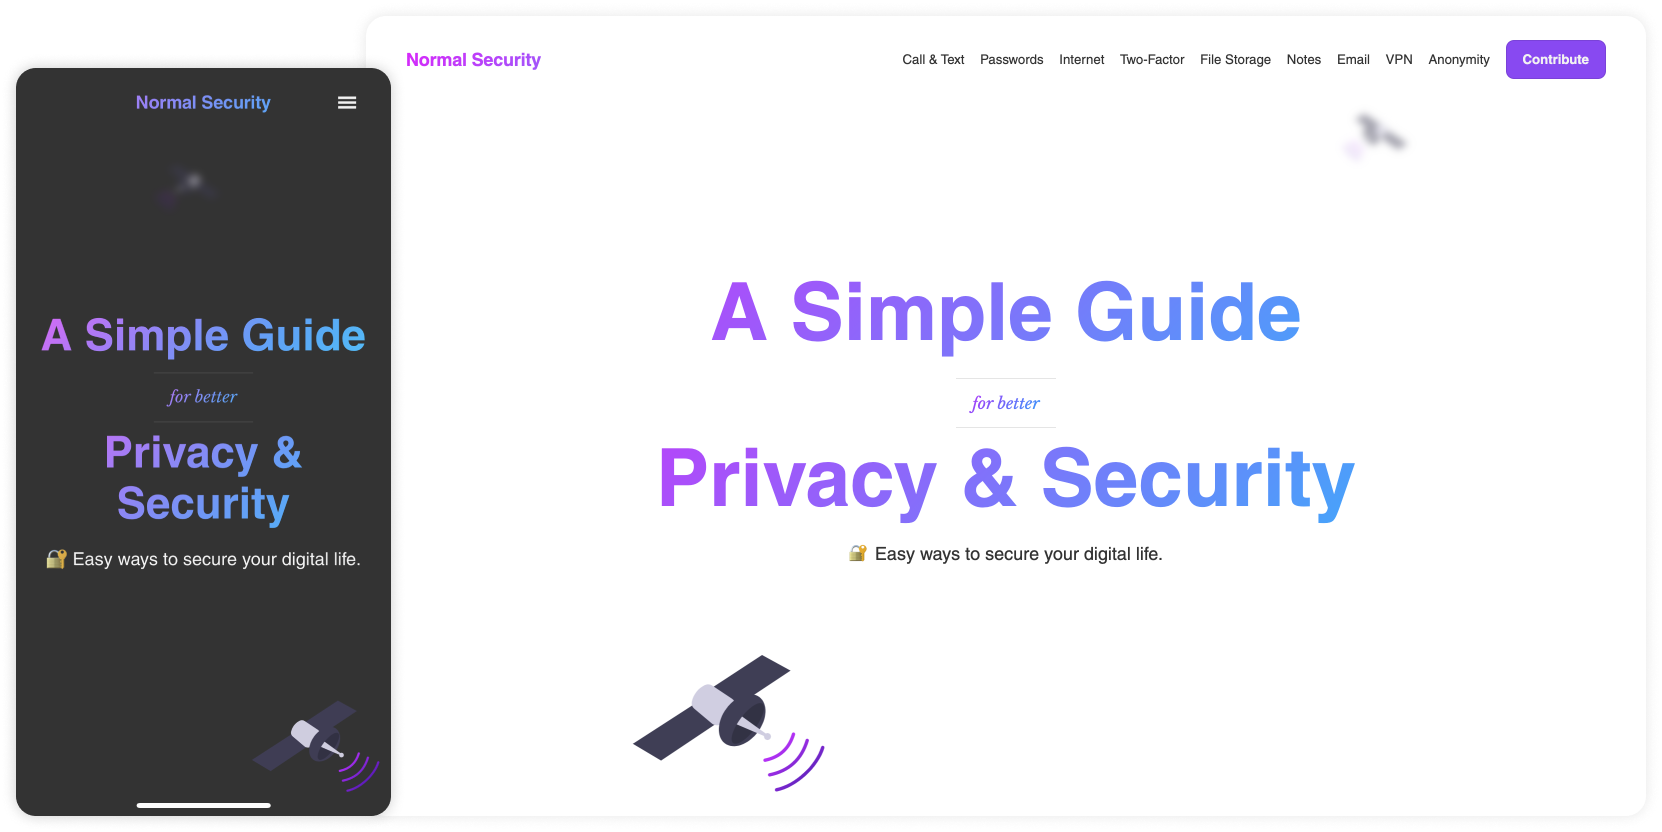 Normal Security
A Simple Guide
for better
Privacy &
Security
🔐 Easy ways to secure your digital life.
Normal Security
Call & Text Passwords Internet Two-Factor File Storage Notes Email VPN Anonymity Contribute
A Simple Guide
for better
Privacy & Security
🔐 Easy ways to secure your digital life.